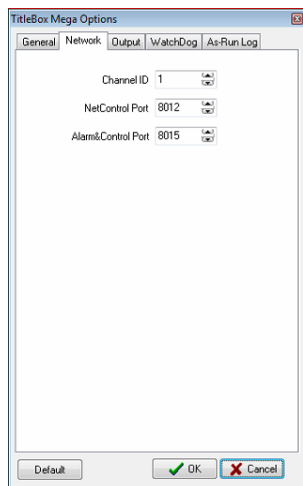 TitleBox Mega Options
General Network Output WatchDog As-Run Log
Channel ID 1
NetControl Port 8012
Alarm&Control Port 8015
Default OK Cancel